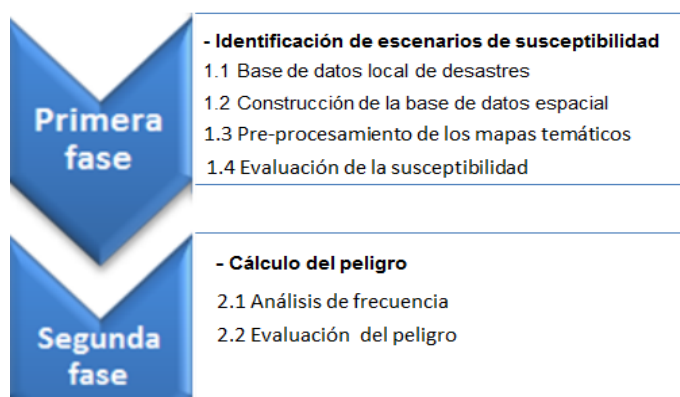 Primera
fase
- Identificación de escenarios de susceptibilidad
1.1 Base de datos local de desastres
1.2 Construcción de la base de datos espacial
1.3 Pre-procesamiento de los mapas temáticos
1.4 Evaluación de la susceptibilidad
Segunda
fase
- Cálculo del peligro
2.1 Análisis de frecuencia
2.2 Evaluación del peligro